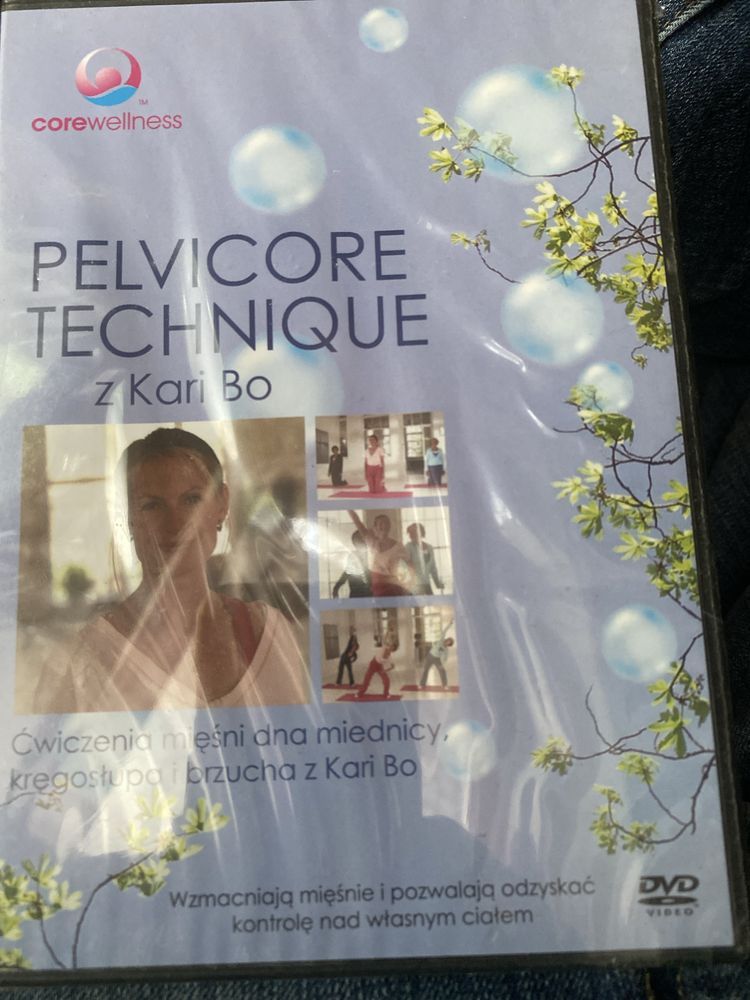 corewellness™
PELVICORE
TECHNIQUE
z Kari Bo
Ćwiczenia mięśni dna miednicy,
kręgosłupa i brzucha z Kari Bo
Wzmacniają mięśnie i pozwalają odzyskać
kontrolę nad własnym ciałem
DVD
VIDEO